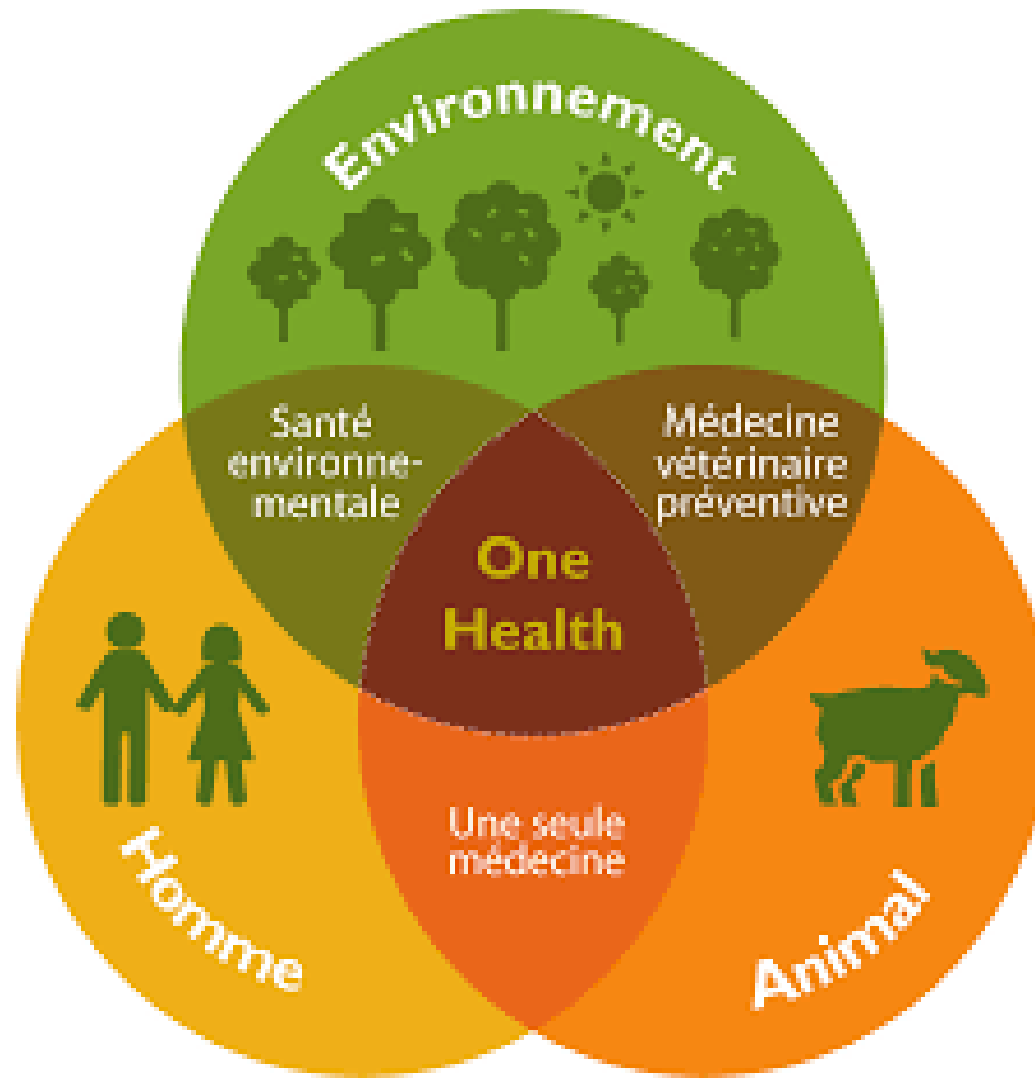 Environnement
Santé
environne-
mentale
Médecine
vétérinaire
préventive
One
Health
Une seule
médecine
Homme
Animal